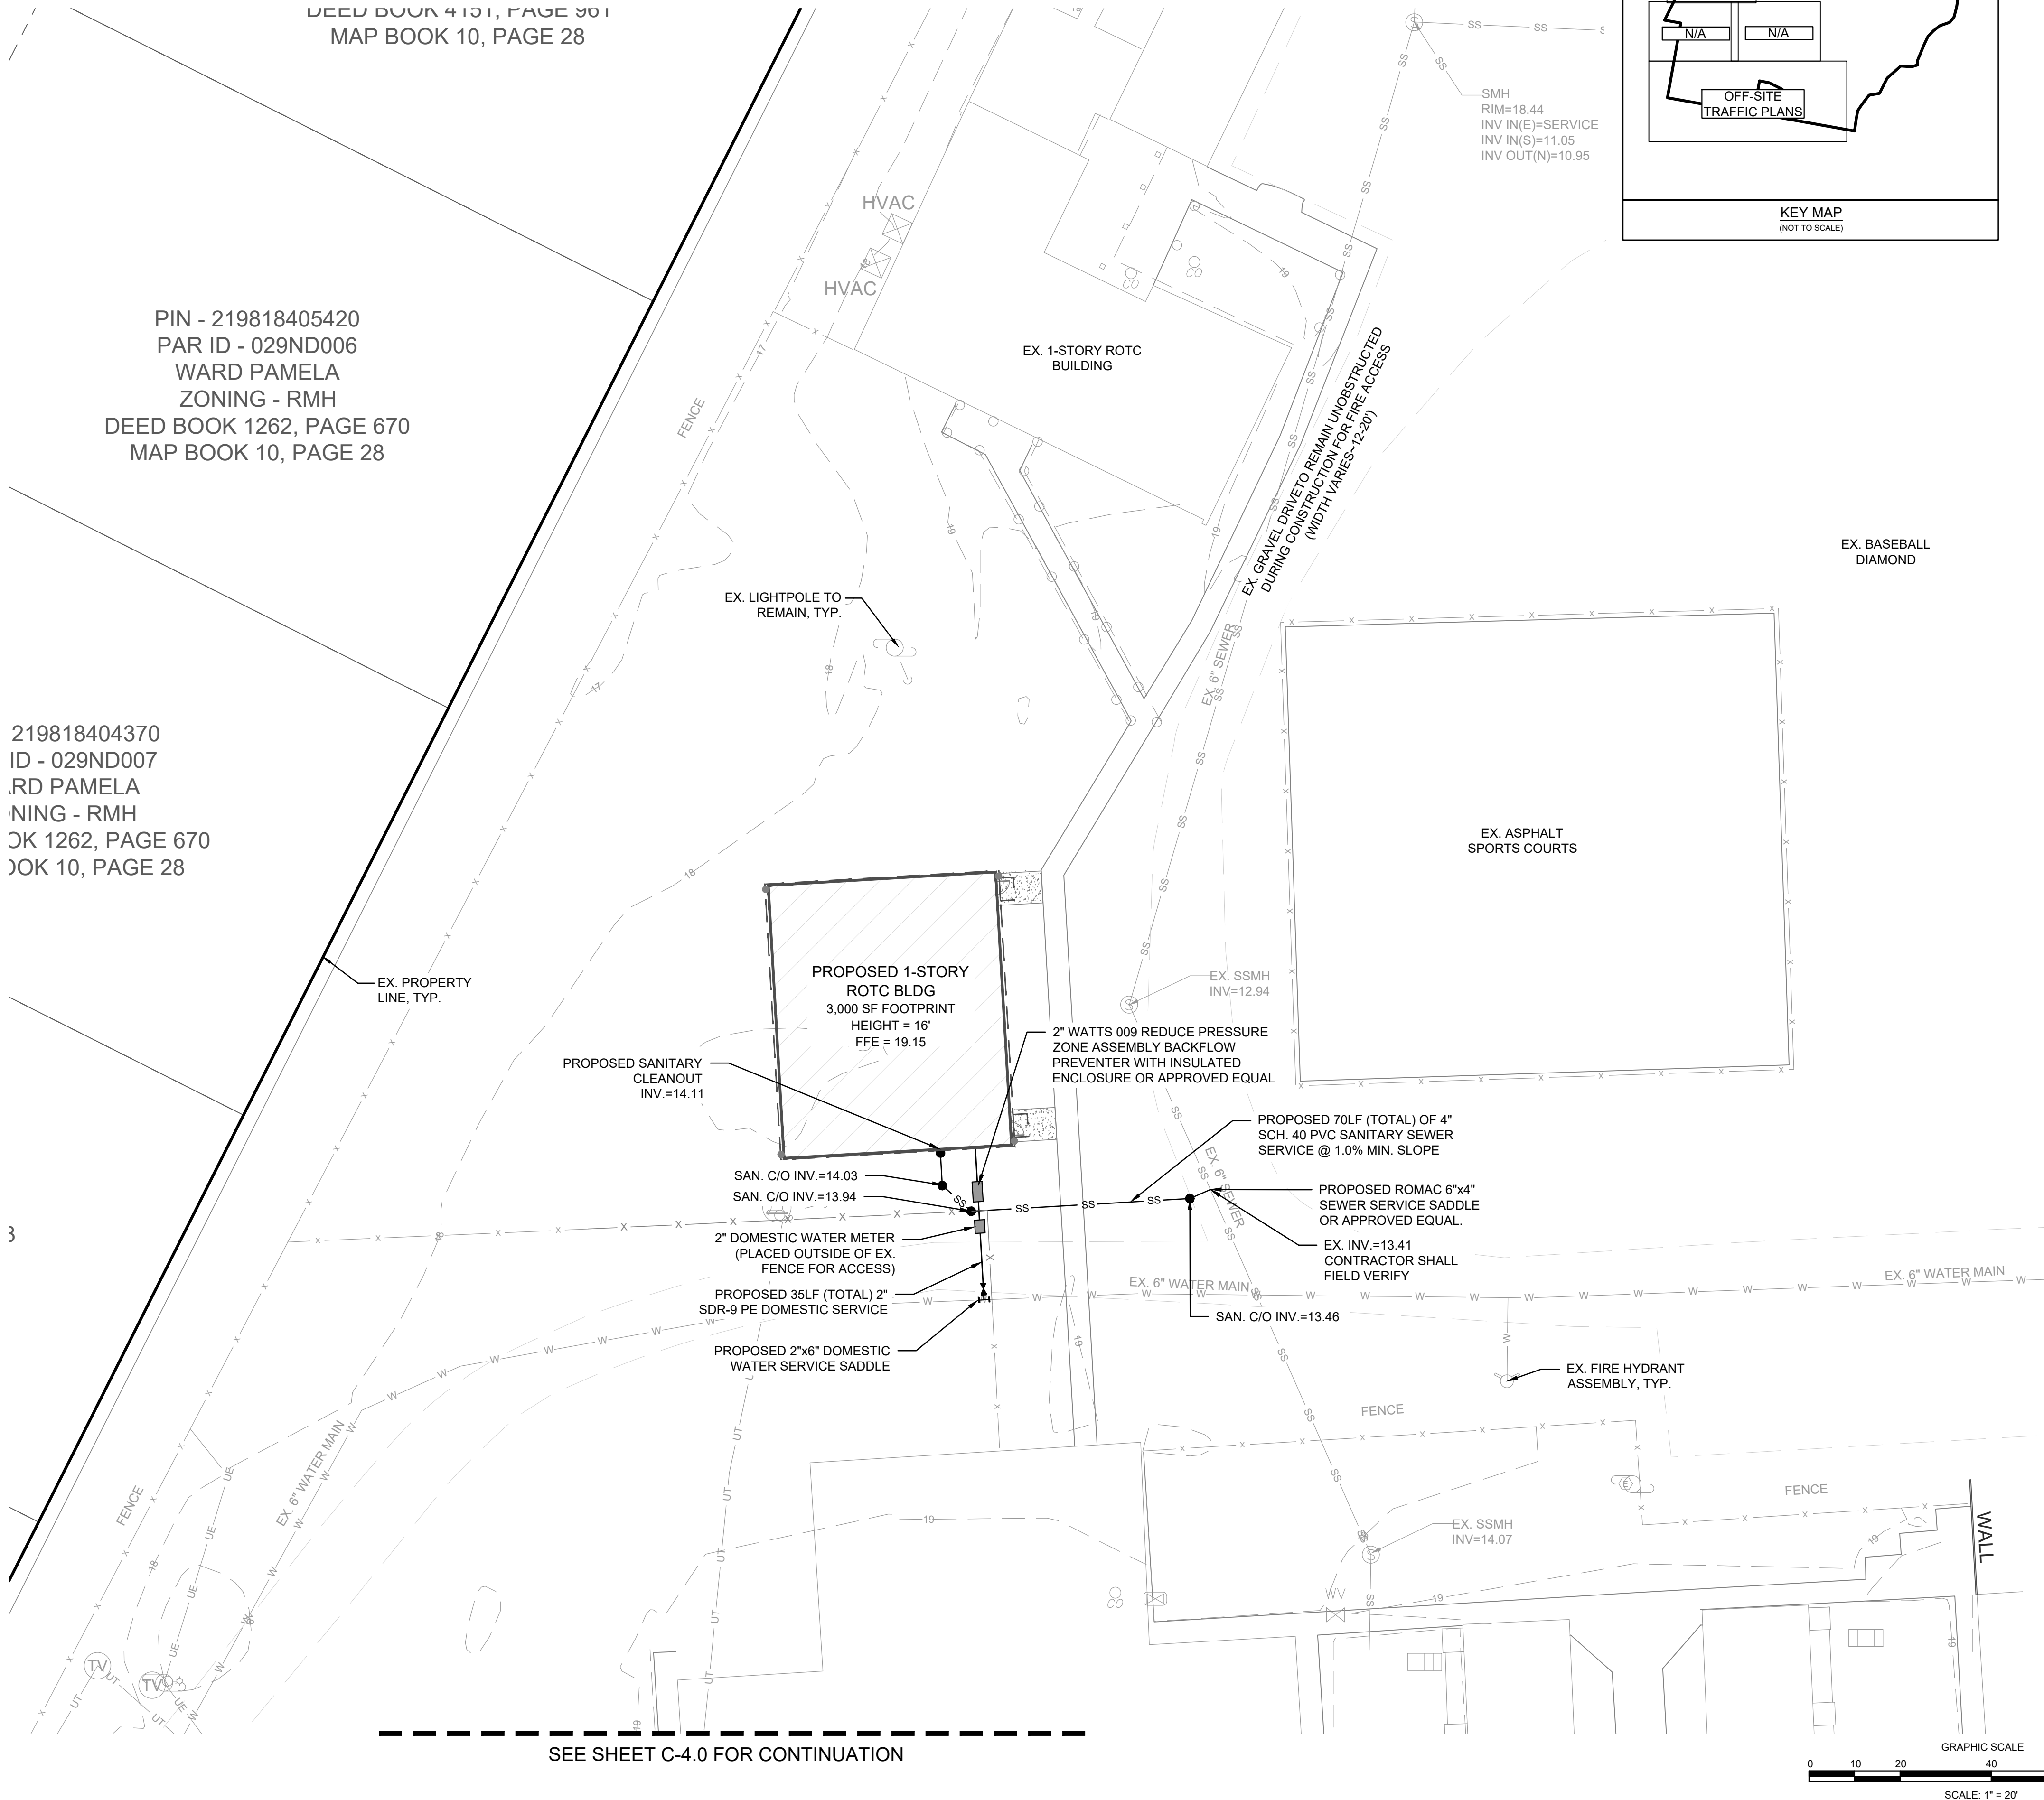 DEED BOOK 4151, PAGE 961
MAP BOOK 10, PAGE 28
N/A
N/A
OFF-SITE
TRAFFIC PLANS
KEY MAP
(NOT TO SCALE)
SMH
RIM=18.44
INV IN(E)=SERVICE
INV IN(S)=11.05
INV OUT(N)=10.95
HVAC
HVAC
CO
CO
PIN - 219818405420
PAR ID - 029ND006
WARD PAMELA
ZONING - RMH
DEED BOOK 1262, PAGE 670
MAP BOOK 10, PAGE 28
EX. 1-STORY ROTC
BUILDING
FENCE
EX. GRAVEL DRIVETO REMAIN UNOBSTRUCTED
DURING CONSTRUCTION FOR FIRE ACCESS
(WIDTH VARIES~12-20')
EX. BASEBALL
DIAMOND
EX. LIGHTPOLE TO
REMAIN, TYP.
EX. 6" SEWER
219818404370
ID - 029ND007
ARD PAMELA
ONING - RMH
OOK 1262, PAGE 670
OOK 10, PAGE 28
EX. ASPHALT
SPORTS COURTS
EX. PROPERTY
LINE, TYP.
PROPOSED 1-STORY
ROTC BLDG
3,000 SF FOOTPRINT
HEIGHT = 16'
FFE = 19.15
EX. SSMH
INV=12.94
2" WATTS 009 REDUCE PRESSURE
ZONE ASSEMBLY BACKFLOW
PREVENTER WITH INSULATED
ENCLOSURE OR APPROVED EQUAL
PROPOSED SANITARY
CLEANOUT
INV.=14.11
PROPOSED 70LF (TOTAL) OF 4"
SCH. 40 PVC SANITARY SEWER
SERVICE @ 1.0% MIN. SLOPE
SAN. C/O INV.=14.03
SAN. C/O INV.=13.94
EX. 6" SEWER
PROPOSED ROMAC 6"x4"
SEWER SERVICE SADDLE
OR APPROVED EQUAL.
2" DOMESTIC WATER METER
(PLACED OUTSIDE OF EX.
FENCE FOR ACCESS)
EX. INV.=13.41
CONTRACTOR SHALL
FIELD VERIFY
PROPOSED 35LF (TOTAL) 2"
SDR-9 PE DOMESTIC SERVICE
EX. 6" WATER MAIN
EX. 6" WATER MAIN
SAN. C/O INV.=13.46
PROPOSED 2"x6" DOMESTIC
WATER SERVICE SADDLE
EX. FIRE HYDRANT
ASSEMBLY, TYP.
FENCE
EX. 6" WATER MAIN
FENCE
FENCE
EX. SSMH
INV=14.07
WALL
CO
WV
TV
TV
SEE SHEET C-4.0 FOR CONTINUATION
GRAPHIC SCALE
0 10 20 40
SCALE: 1" = 20'